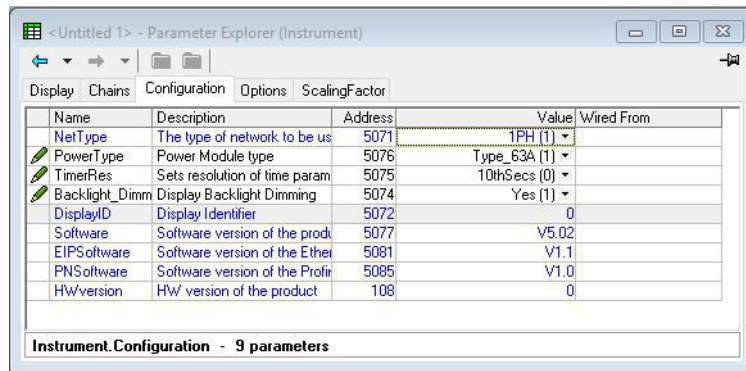 <Untitled 1> - Parameter Explorer (Instrument)
Display Chains Configuration Options ScalingFactor
Name Description Address Value Wired From
NetType The type of network to be us 5071 1PH (1)
PowerType Power Module type 5076 Type_63A (1)
TimerRes Sets resolution of time param 5075 10thSecs (0)
Backlight_Dimm Display Backlight Dimming 5074 Yes (1)
DisplayID Display Identifier 5072 0
Software Software version of the produ 5077 V5.02
EIPSoftware Software version of the Ether 5081 V1.1
PNSoftware Software version of the Profin 5085 V1.0
HWversion HW version of the product 108 0
Instrument.Configuration - 9 parameters